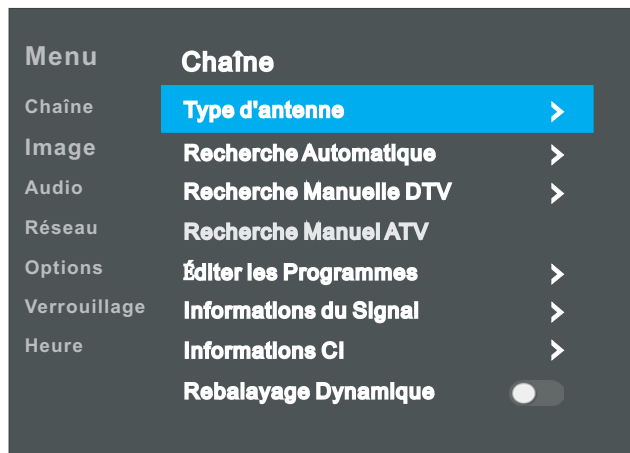 Menu
Chaîne
Image
Audio
Réseau
Options
Verrouillage
Heure
Chaîne
Type d'antenne
Recherche Automatique
Recherche Manuelle DTV
Recherche Manuel ATV
Éditer les Programmes
Informations du Signal
Informations CI
Rebalayage Dynamique